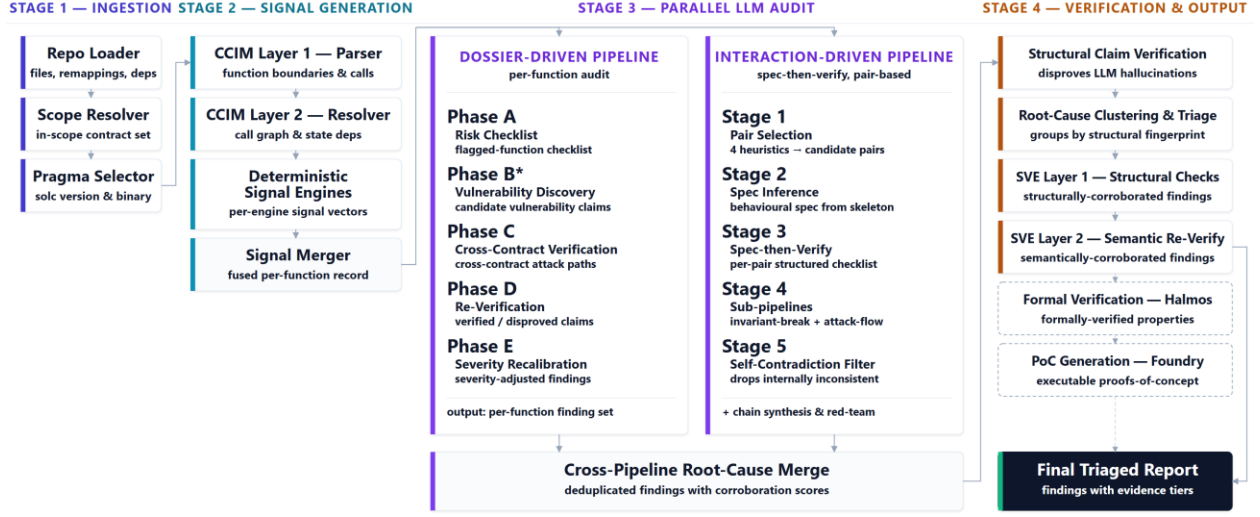 STAGE 1 — INGESTION
Repo Loader
files, remappings, deps
Scope Resolver
in-scope contract set
Pragma Selector
solc version & binary
STAGE 2 — SIGNAL GENERATION
CCIM Layer 1 — Parser
function boundaries & calls
CCIM Layer 2 — Resolver
call graph & state deps
Deterministic
Signal Engines
per-engine signal vectors
Signal Merger
fused per-function record
STAGE 3 — PARALLEL LLM AUDIT
DOSSIER-DRIVEN PIPELINE
per-function audit
Phase A
Risk Checklist
flagged-function checklist
Phase B*
Vulnerability Discovery
candidate vulnerability claims
Phase C
Cross-Contract Verification
cross-contract attack paths
Phase D
Re-Verification
verified / disproved claims
Phase E
Severity Recalibration
severity-adjusted findings
output: per-function finding set
INTERACTION-DRIVEN PIPELINE
spec-then-verify, pair-based
Stage 1
Pair Selection
4 heuristics → candidate pairs
Stage 2
Spec Inference
behavioural spec from skeleton
Stage 3
Spec-then-Verify
per-pair structured checklist
Stage 4
Sub-pipelines
invariant-break + attack-flow
Stage 5
Self-Contradiction Filter
drops internally inconsistent
+ chain synthesis & red-team
Cross-Pipeline Root-Cause Merge
deduplicated findings with corroboration scores
STAGE 4 — VERIFICATION & OUTPUT
Structural Claim Verification
disproves LLM hallucinations
Root-Cause Clustering & Triage
groups by structural fingerprint
SVE Layer 1 — Structural Checks
structurally-corroborated findings
SVE Layer 2 — Semantic Re-Verify
semantically-corroborated findings
Formal Verification — Halmos
formally-verified properties
PoC Generation — Foundry
executable proofs-of-concept
Final Triaged Report
findings with evidence tiers